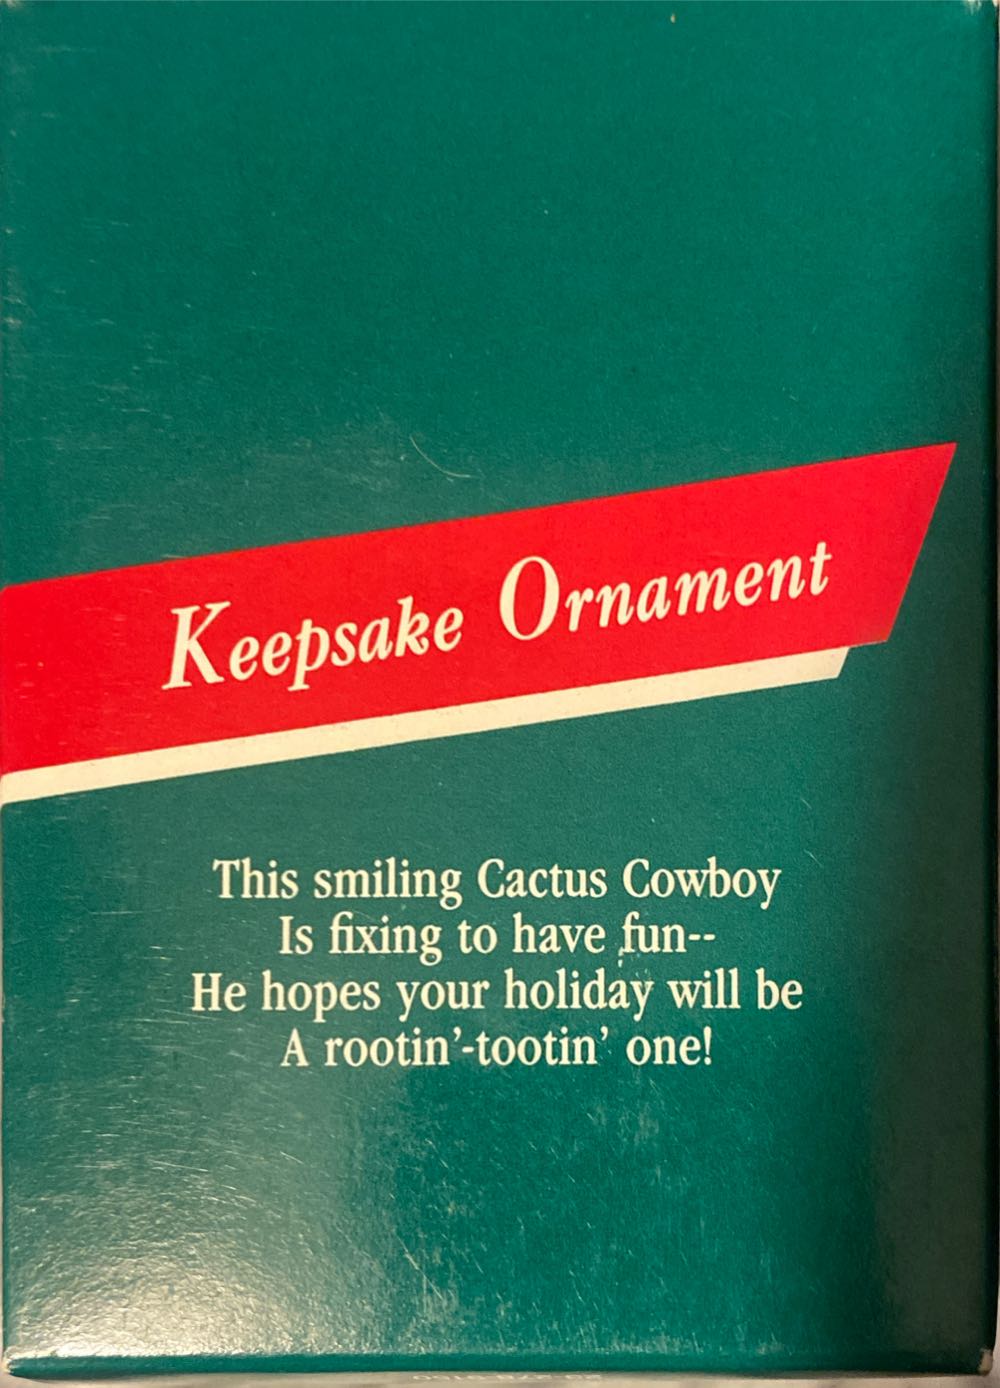 Keepsake Ornament
This smiling Cactus Cowboy
Is fixing to have fun--
He hopes your holiday will be
A rootin'-tootin' one!